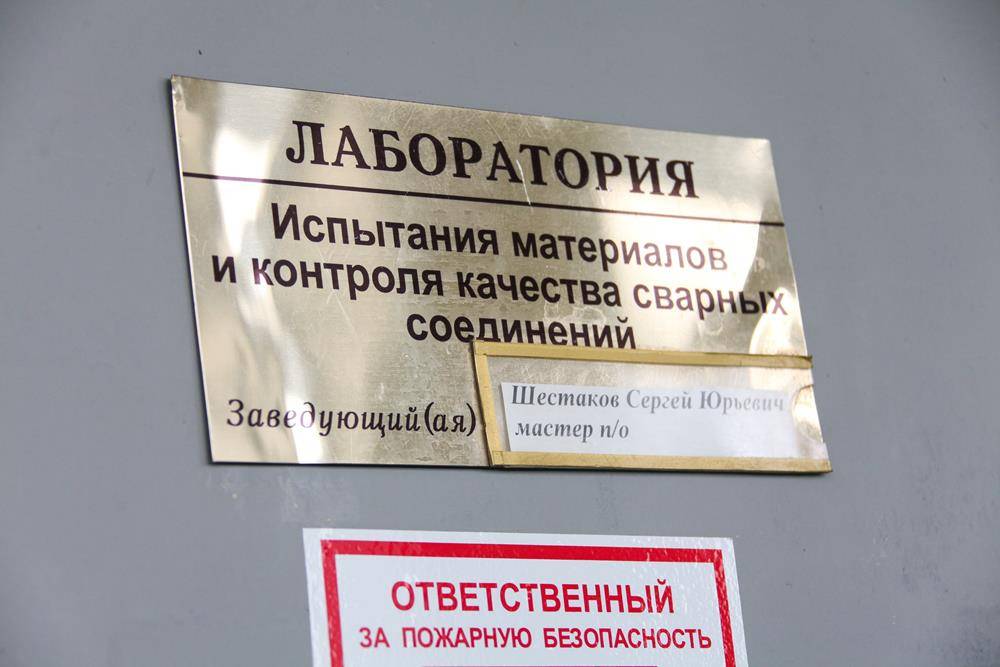 ЛАБОРАТОРИЯ
Испытания материалов
и контроля качества сварных
соединений
Заведующий(ая)
Шестаков Сергей Юрьевич
мастер п/о
ОТВЕТСТВЕННЫЙ
ЗА ПОЖАРНУЮ БЕЗОПАСНОСТЬ